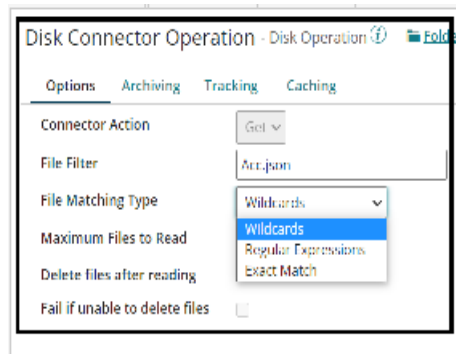 Disk Connector Operation - Disk Operation i Folde
Options Archiving Tracking Caching
Connector Action Get
File Filter Acc.json
File Matching Type Wildcards
Wildcards
Maximum Files to Read
Regular Expressions
Delete files after reading
Exact Match
Fail if unable to delete files